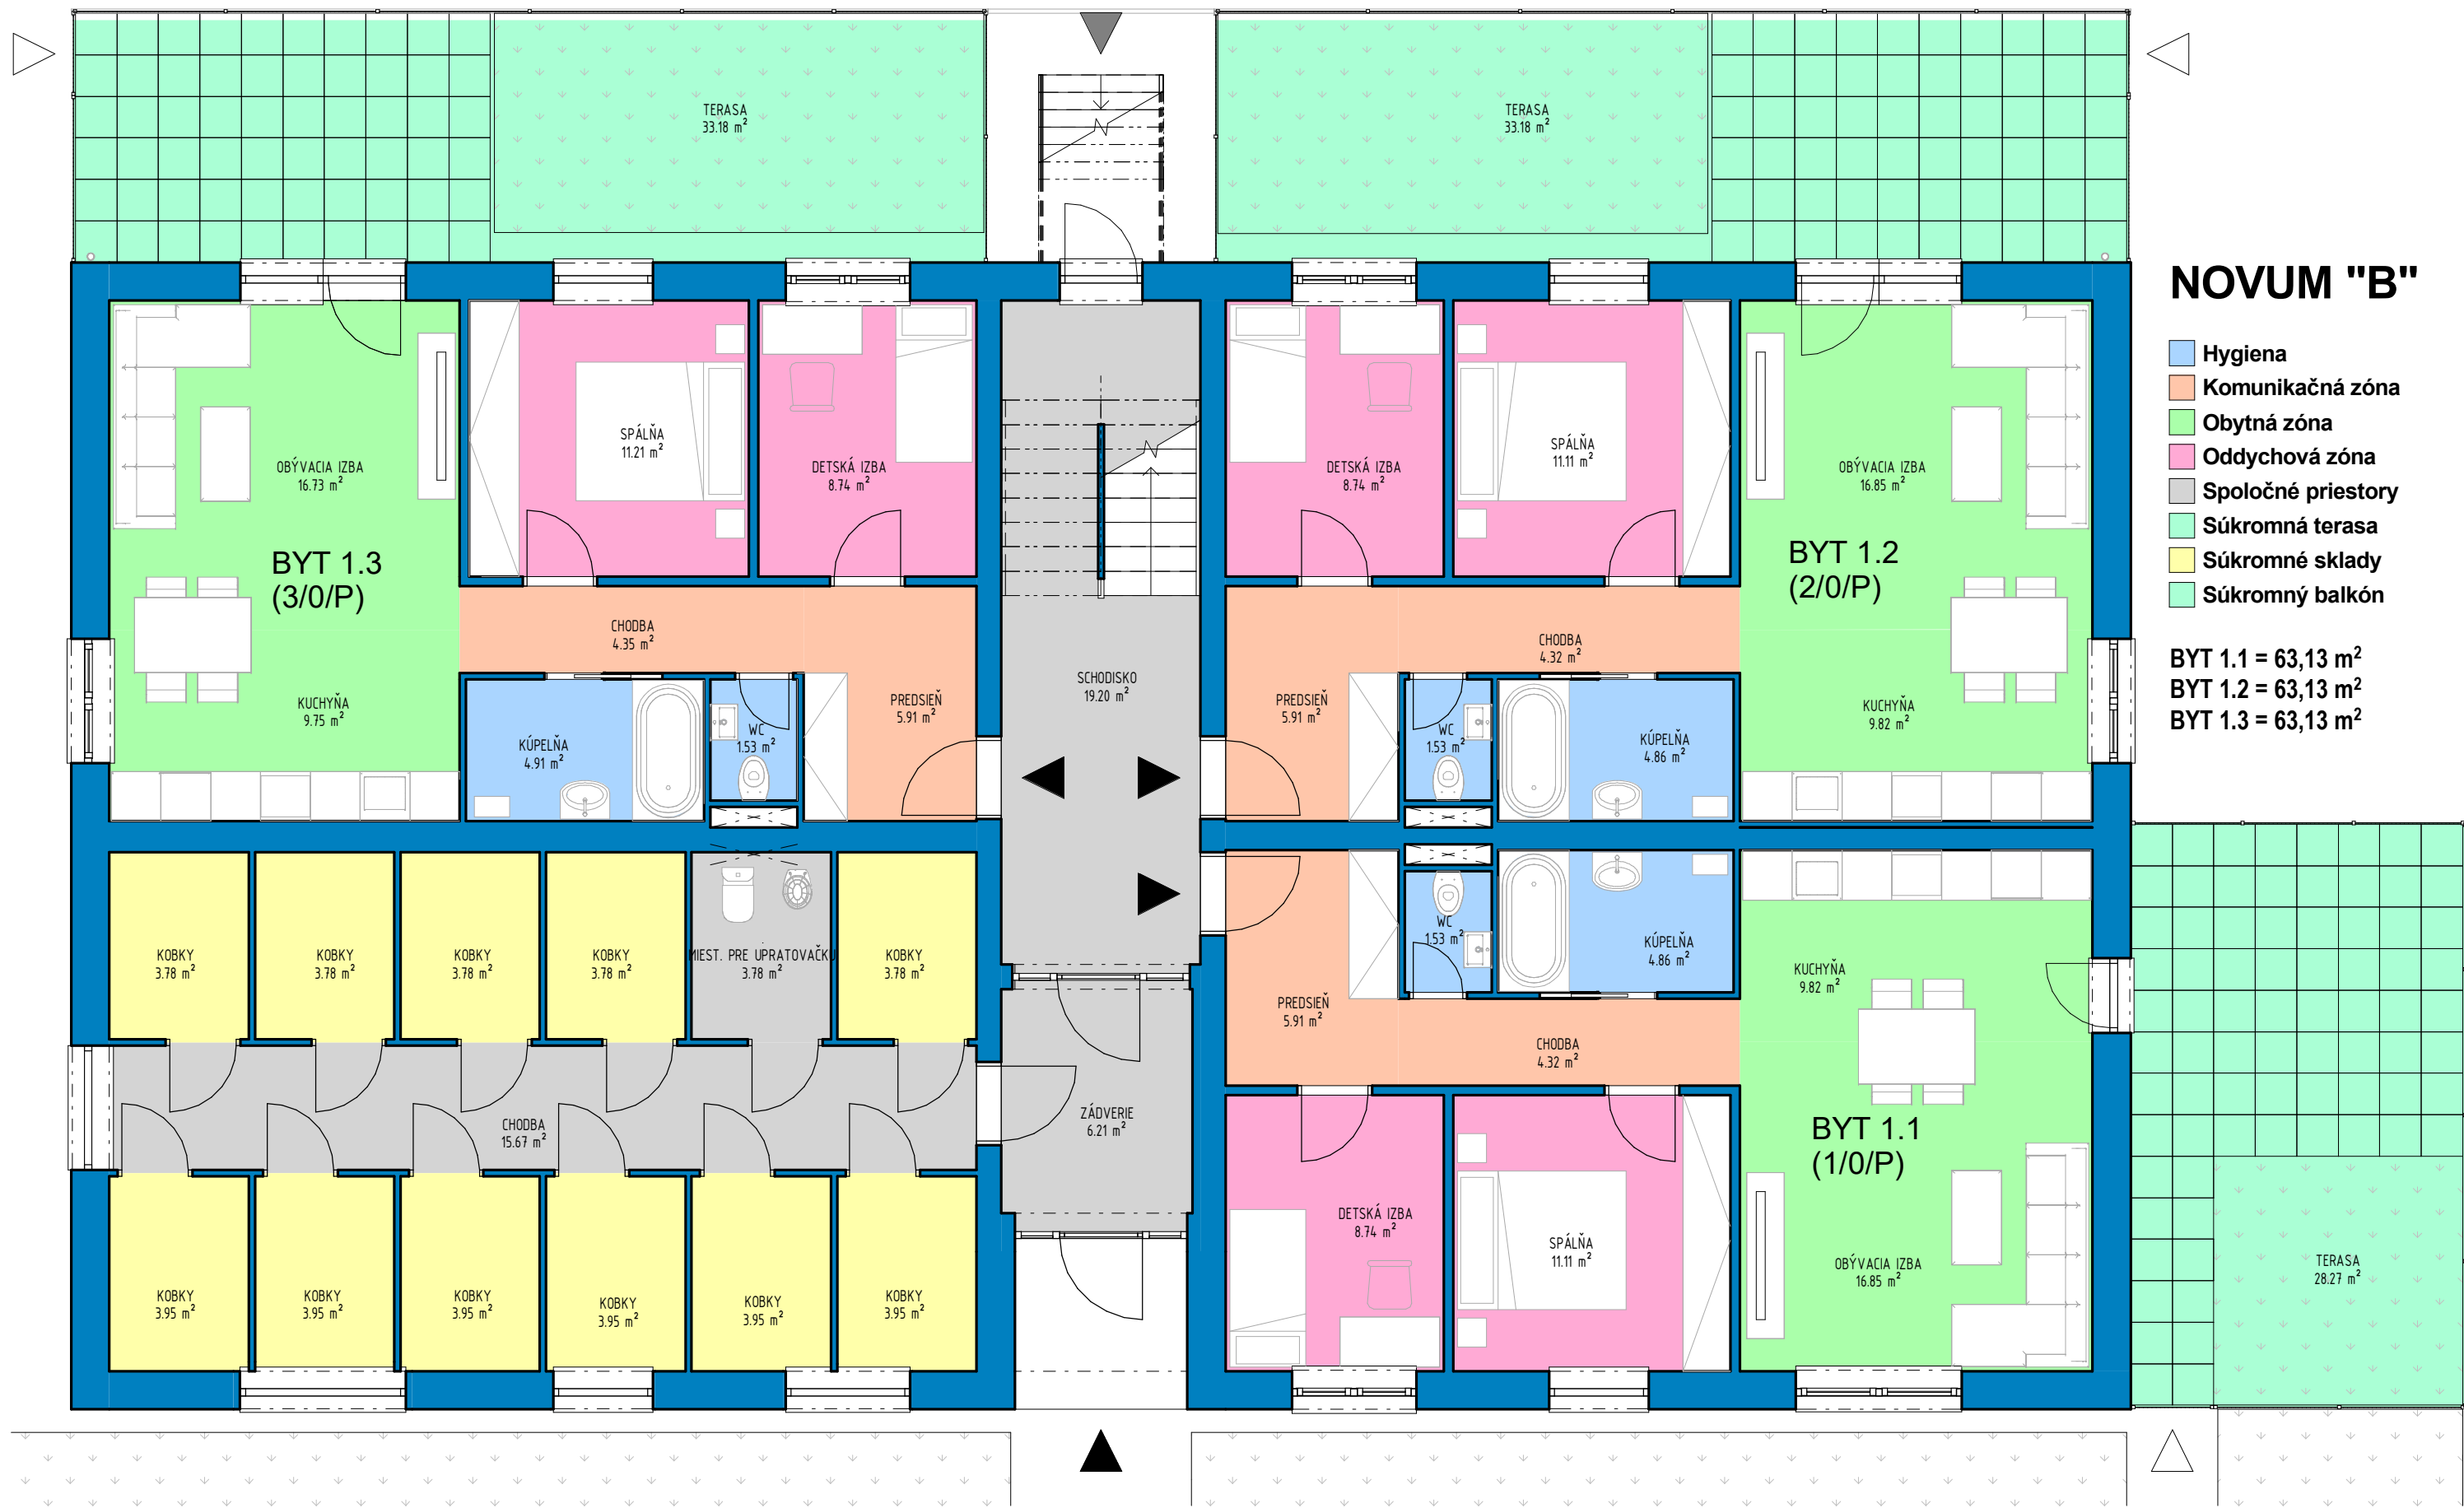 TERASA
33.18 m²
TERASA
33.18 m²
NOVUM "B"
Hygiena
Komunikačná zóna
Obytná zóna
Oddychová zóna
Spoločné priestory
Súkromná terasa
Súkromné sklady
Súkromný balkón
BYT 1.1 = 63,13 m²
BYT 1.2 = 63,13 m²
BYT 1.3 = 63,13 m²
OBÝVACIA IZBA
16.73 m²
SPÁLŇA
11.21 m²
DETSKÁ IZBA
8.74 m²
BYT 1.3
(3/0/P)
CHODBA
4.35 m²
KUCHYŇA
9.75 m²
KÚPELŇA
4.91 m²
WC
1.53 m²
PREDSIEŇ
5.91 m²
SCHODISKO
19.20 m²
DETSKÁ IZBA
8.74 m²
SPÁLŇA
11.11 m²
OBÝVACIA IZBA
16.85 m²
BYT 1.2
(2/0/P)
CHODBA
4.32 m²
PREDSIEŇ
5.91 m²
WC
1.53 m²
KÚPELŇA
4.86 m²
KUCHYŇA
9.82 m²
KOBKY
3.78 m²
KOBKY
3.78 m²
KOBKY
3.78 m²
KOBKY
3.78 m²
MIEST. PRE UPRATOVAČKU
3.78 m²
KOBKY
3.78 m²
CHODBA
15.67 m²
ZÁDVERIE
6.21 m²
KOBKY
3.95 m²
KOBKY
3.95 m²
KOBKY
3.95 m²
KOBKY
3.95 m²
KOBKY
3.95 m²
KOBKY
3.95 m²
WC
1.53 m²
KÚPELŇA
4.86 m²
KUCHYŇA
9.82 m²
PREDSIEŇ
5.91 m²
CHODBA
4.32 m²
BYT 1.1
(1/0/P)
DETSKÁ IZBA
8.74 m²
SPÁLŇA
11.11 m²
OBÝVACIA IZBA
16.85 m²
TERASA
28.27 m²